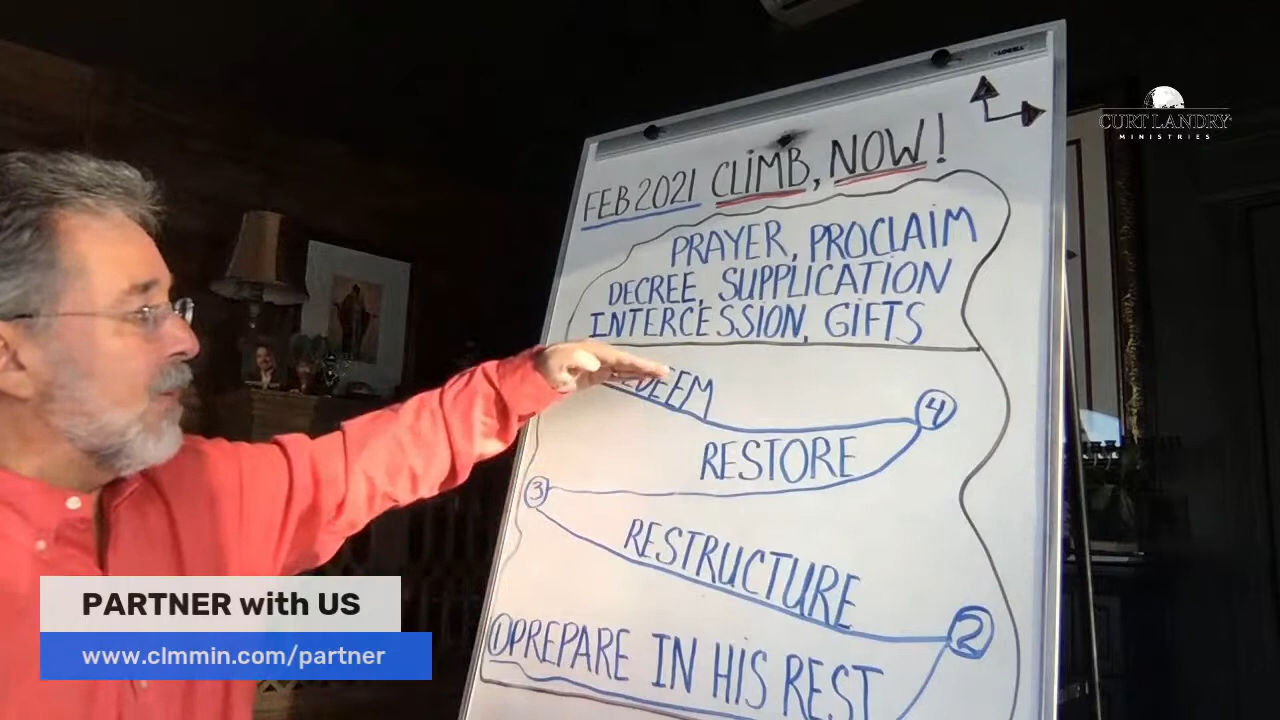 FEB 2021 CLIMB, NOW!
PRAYER, PROCLAIM
DECREE, SUPPLICATION
INTERCESSION, GIFTS
4
RESTORE
3
RESTRUCTURE
2
1 PREPARE IN HIS REST
CURT LANDRY
MINISTRIES
PARTNER with US
www.clmmin.com/partner